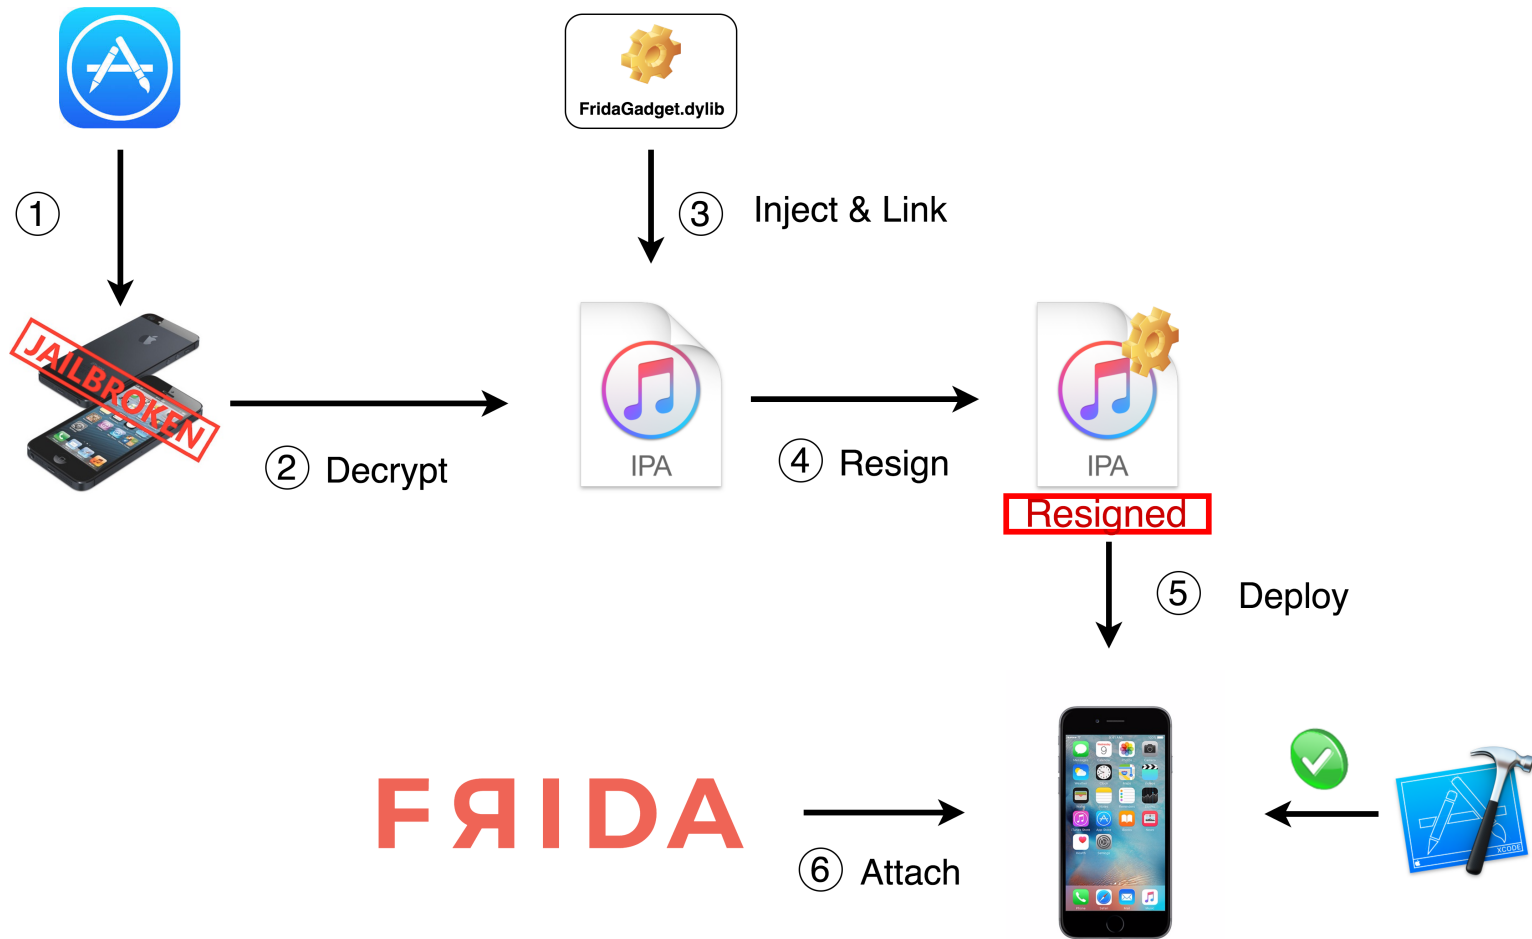 FridaGadget.dylib
1
3 Inject & Link
JAILBROKEN
IPA
IPA
2 Decrypt
4 Resign
Resigned
5 Deploy
FRIDA
XCODE
6 Attach